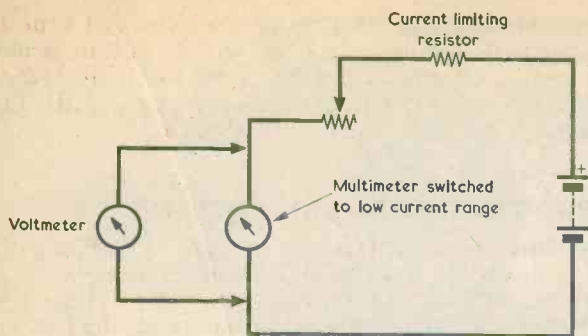 Current limiting
resistor
+
Multimeter switched
to low current range
Voltmeter